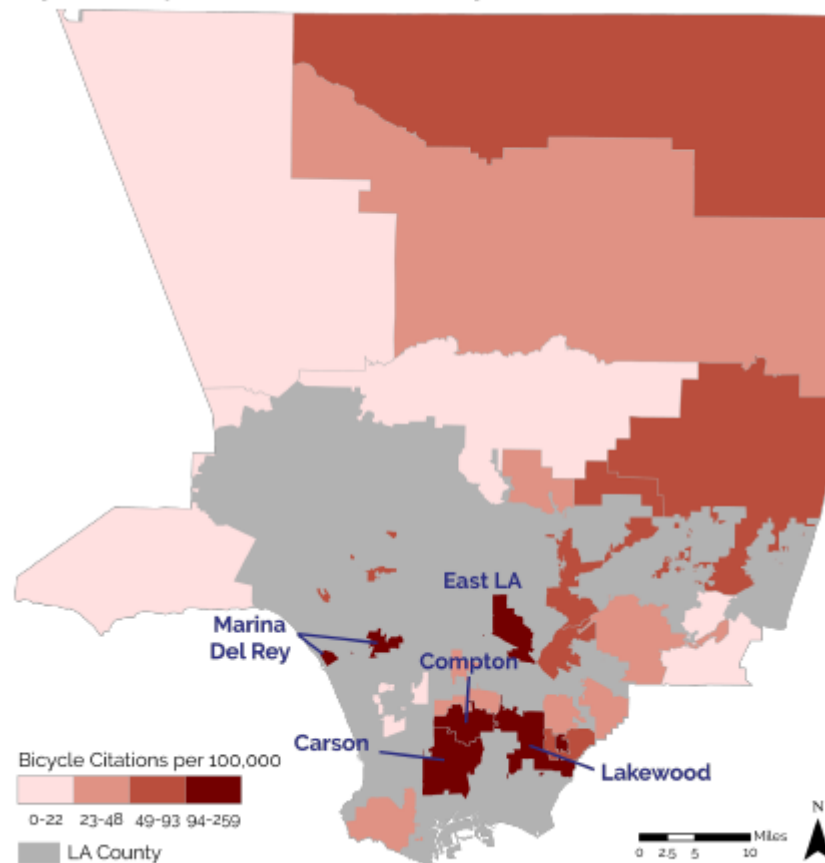 East LA
Marina
Del Rey
Compton
Carson
Lakewood
Bicycle Citations per 100,000
0-22 23-48 49-93 94-259
LA County
N
Miles
0 2.5 5 10